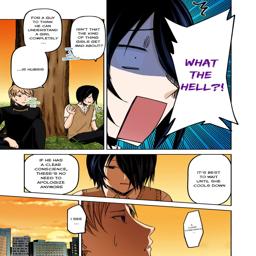 WHAT
THE
HELL?!
FOR A GUY
TO THINK
HE CAN
UNDERSTAND
A GIRL
COMPLETELY
...
ISN'T THAT
THE KIND
OF THING
GIRLS GET
MAD ABOUT?
...IS HUBRIS
IT'S BEST
TO WAIT
UNTIL SHE
COOLS DOWN
IF HE HAS
A CLEAR
CONSCIENCE,
THERE'S NO
NEED TO
APOLOGIZE
ANYMORE
I SEE
...